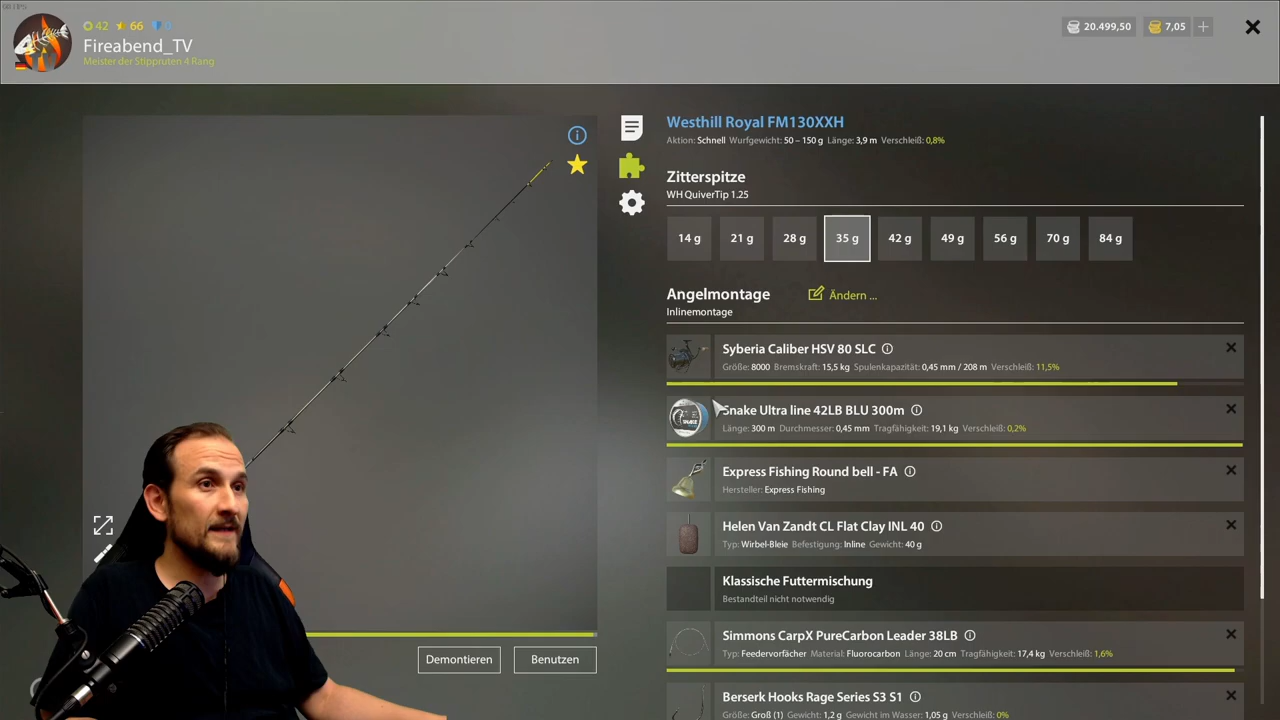 42 66 0
Fireabend_TV
Meister der Stippruten 4 Rang
20.499,50 7,05 +
Westhill Royal FM130XXH
Aktion: Schnell Wurfgewicht: 50 – 150 g Länge: 3,9 m Verschleiß: 0,8%
Zitterspitze
WH QuiverTip 1.25
14 g 21 g 28 g 35 g 42 g 49 g 56 g 70 g 84 g
Angelmontage Ändern ...
Inlinemontage
Syberia Caliber HSV 80 SLC
Größe: 8000 Bremskraft: 15,5 kg Spulenkapazität: 0,45 mm / 208 m Verschleiß: 11,5%
Snake Ultra line 42LB BLU 300m
Länge: 300 m Durchmesser: 0,45 mm Tragfähigkeit: 19,1 kg Verschleiß: 0,2%
Express Fishing Round bell - FA
Hersteller: Express Fishing
Helen Van Zandt CL Flat Clay INL 40
Typ: Wirbel-Bleie Befestigung: Inline Gewicht: 40 g
Klassische Futtermischung
Bestandteil nicht notwendig
Simmons CarpX PureCarbon Leader 38LB
Typ: Feedervorfächer Material: Fluorocarbon Länge: 20 cm Tragfähigkeit: 17,4 kg Verschleiß: 1,6%
Berserk Hooks Rage Series S3 S1
Größe: Groß (1) Gewicht: 1,2 g Gewicht im Wasser: 1,05 g Verschleiß: 0%
Demontieren Benutzen